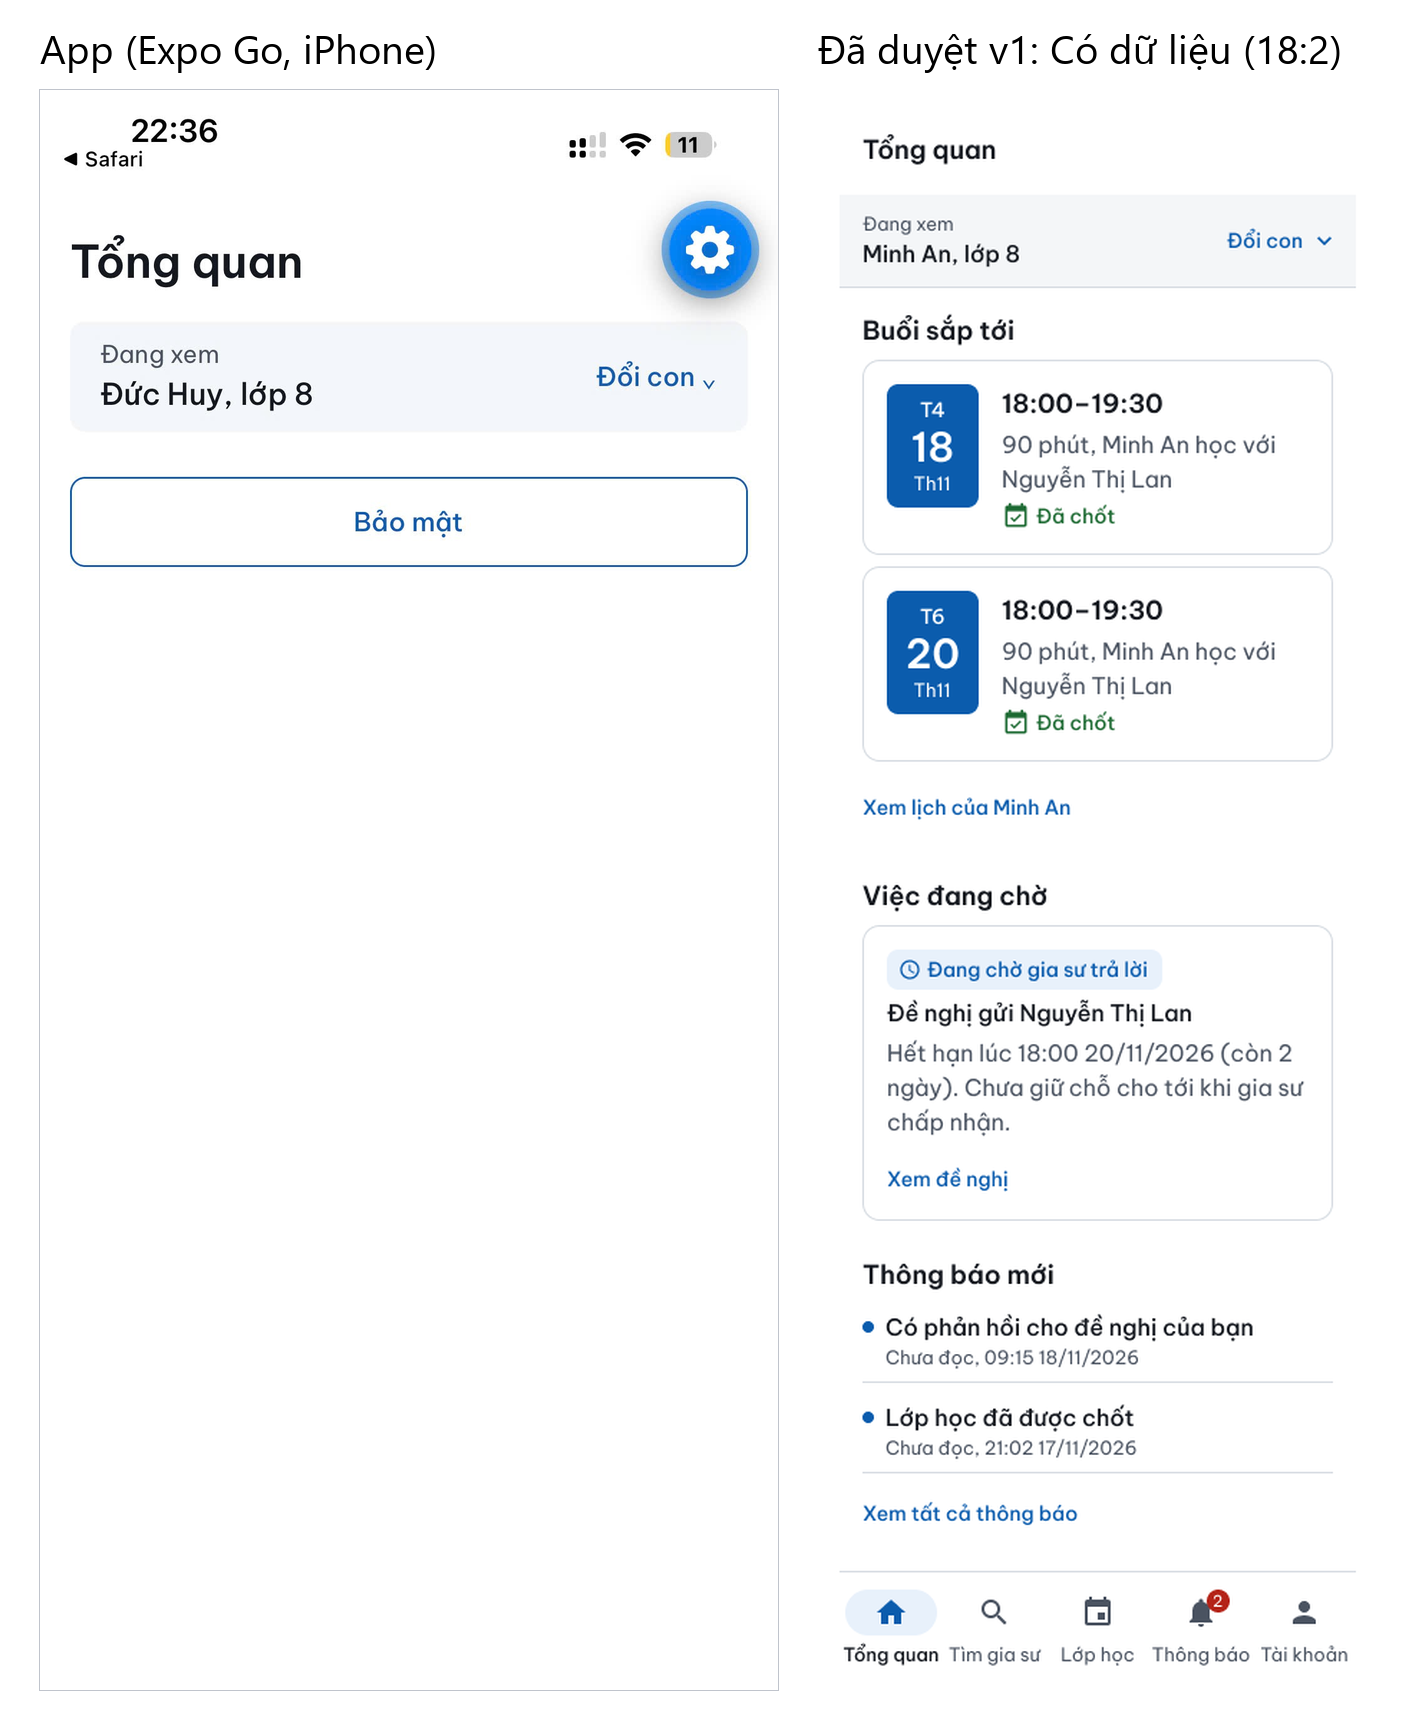 App (Expo Go, iPhone)
22:36
◀ Safari
11
Tổng quan
Đang xem
Đức Huy, lớp 8
Đổi con
Bảo mật
Đã duyệt v1: Có dữ liệu (18:2)
Tổng quan
Đang xem
Minh An, lớp 8
Đổi con
Buổi sắp tới
T4
18
Th11
18:00–19:30
90 phút, Minh An học với
Nguyễn Thị Lan
Đã chốt
T6
20
Th11
18:00–19:30
90 phút, Minh An học với
Nguyễn Thị Lan
Đã chốt
Xem lịch của Minh An
Việc đang chờ
Đang chờ gia sư trả lời
Đề nghị gửi Nguyễn Thị Lan
Hết hạn lúc 18:00 20/11/2026 (còn 2
ngày). Chưa giữ chỗ cho tới khi gia sư
chấp nhận.
Xem đề nghị
Thông báo mới
Có phản hồi cho đề nghị của bạn
Chưa đọc, 09:15 18/11/2026
Lớp học đã được chốt
Chưa đọc, 21:02 17/11/2026
Xem tất cả thông báo
2
Tổng quan
Tìm gia sư
Lớp học
Thông báo
Tài khoản